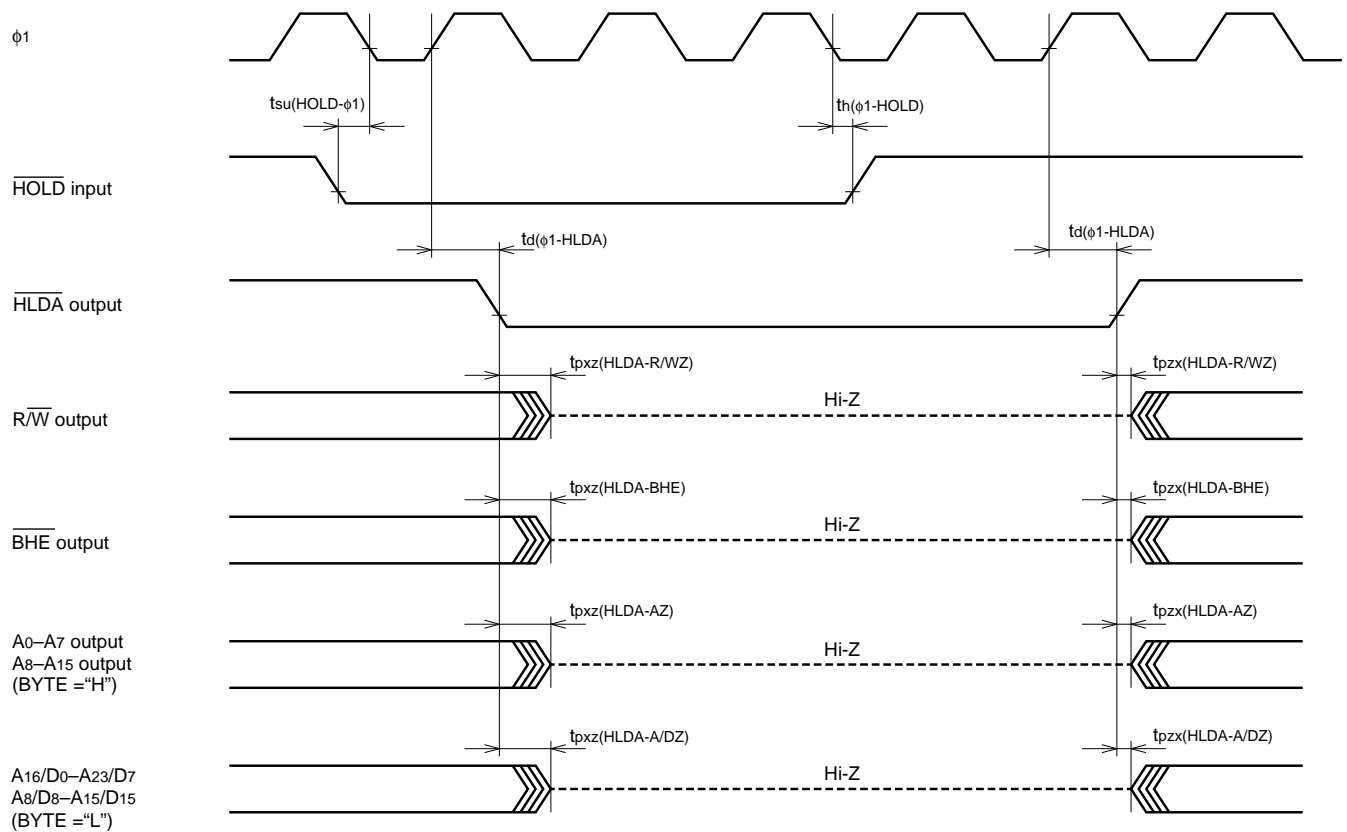 ϕ1
tsu(HOLD-ϕ1)
th(ϕ1-HOLD)
HOLD input
td(ϕ1-HLDA)
td(ϕ1-HLDA)
HLDA output
tpxz(HLDA-R/WZ)
tpzx(HLDA-R/WZ)
R/W output
Hi-Z
tpxz(HLDA-BHE)
tpzx(HLDA-BHE)
BHE output
Hi-Z
tpxz(HLDA-AZ)
tpzx(HLDA-AZ)
A0–A7 output
A8–A15 output
(BYTE =“H”)
Hi-Z
tpxz(HLDA-A/DZ)
tpzx(HLDA-A/DZ)
A16/D0–A23/D7
A8/D8–A15/D15
(BYTE =“L”)
Hi-Z